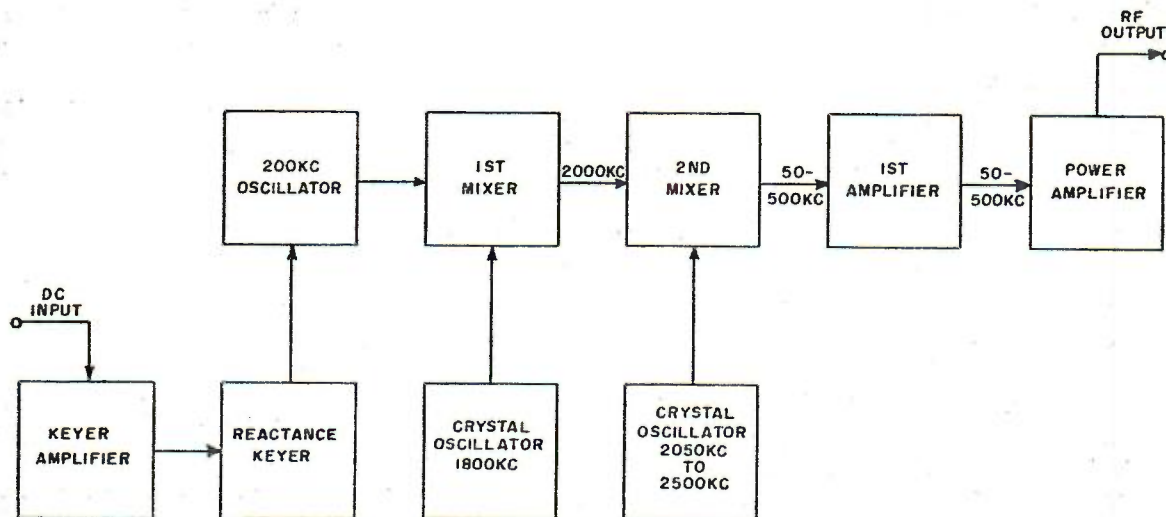 RF
OUTPUT
200KC
OSCILLATOR
1ST
MIXER
2000KC
2ND
MIXER
50-
500KC
1ST
AMPLIFIER
50-
500KC
POWER
AMPLIFIER
DC
INPUT
KEYER
AMPLIFIER
REACTANCE
KEYER
CRYSTAL
OSCILLATOR
1800KC
CRYSTAL
OSCILLATOR
2050KC
TO
2500KC